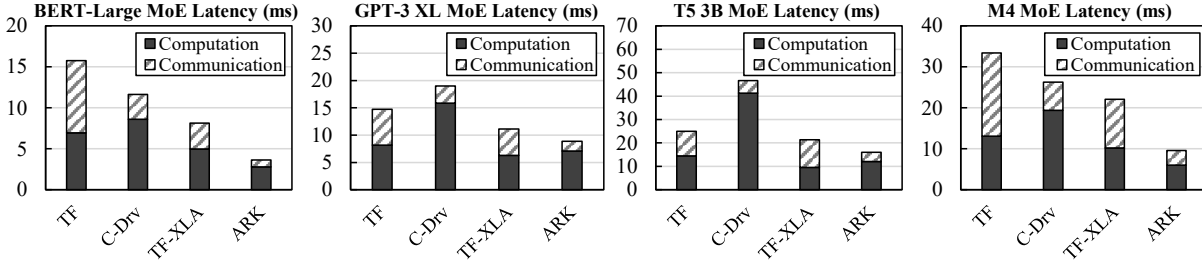 BERT-Large MoE Latency (ms)
20
15
10
5
0
Computation
Communication
TF
C-Drv
TF-XLA
ARK
GPT-3 XL MoE Latency (ms)
30
25
20
15
10
5
0
Computation
Communication
TF
C-Drv
TF-XLA
ARK
T5 3B MoE Latency (ms)
70
60
50
40
30
20
10
0
Computation
Communication
TF
C-Drv
TF-XLA
ARK
M4 MoE Latency (ms)
40
30
20
10
0
Computation
Communication
TF
C-Drv
TF-XLA
ARK